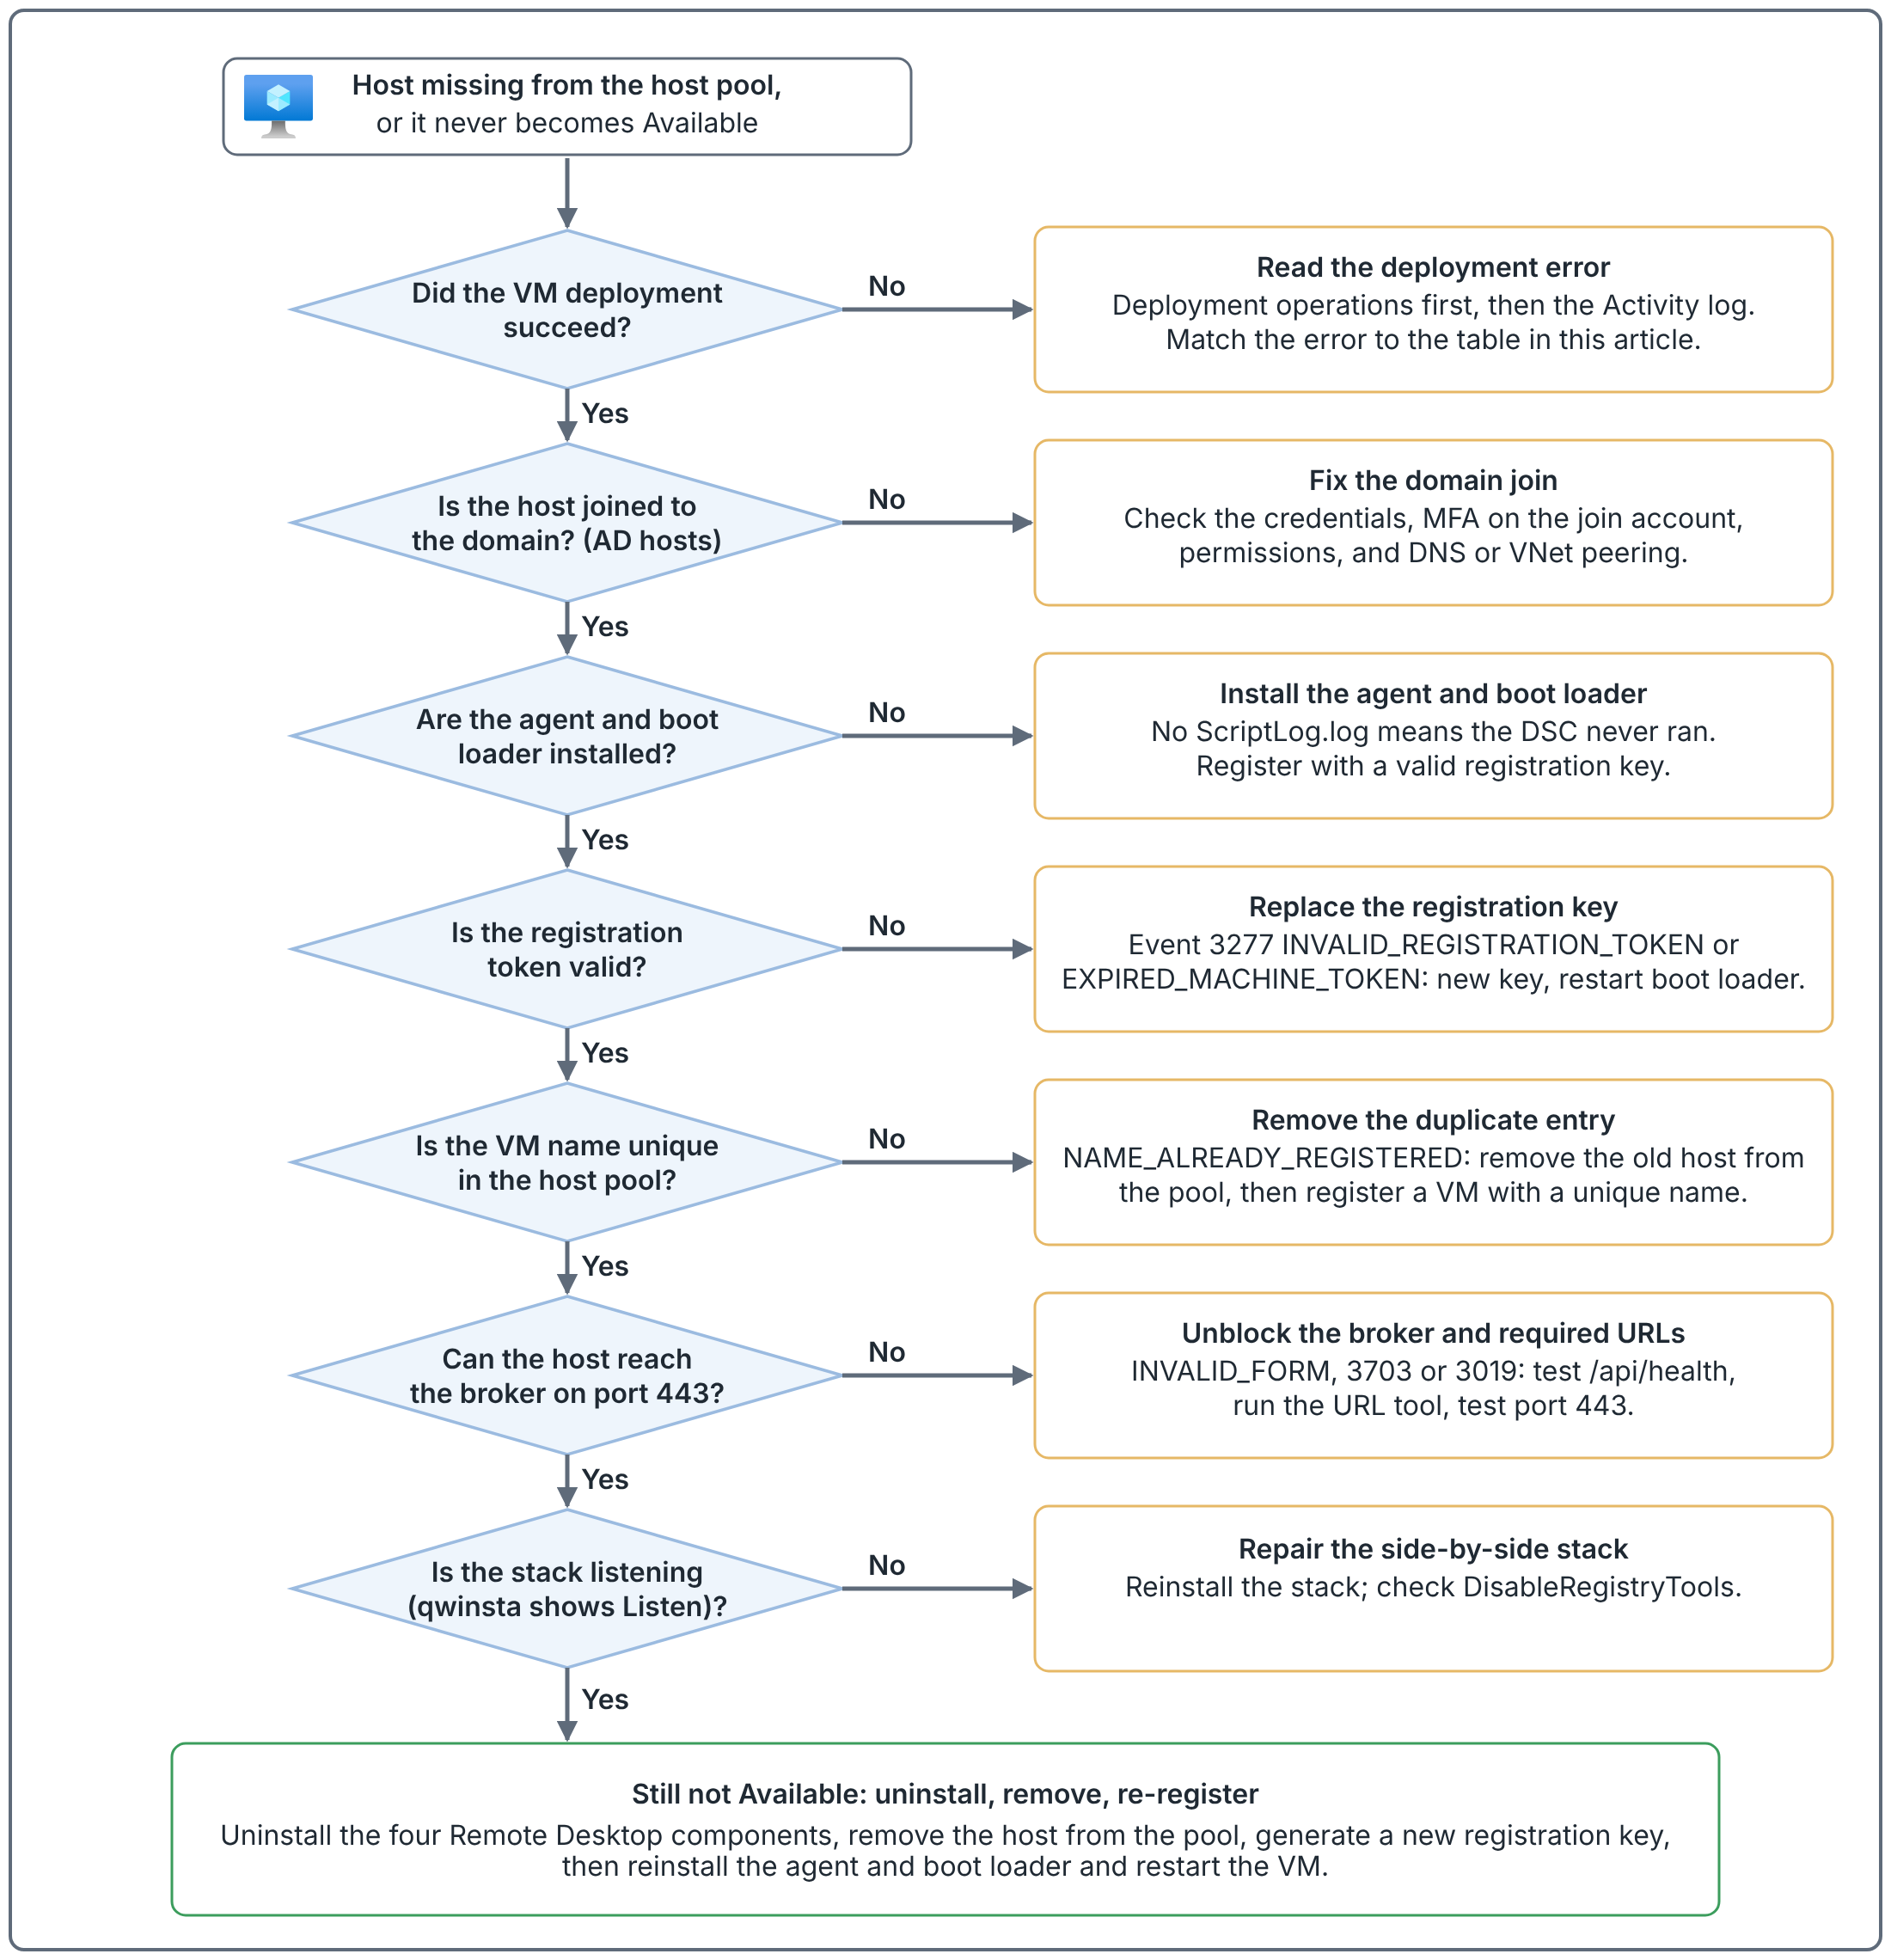 Host missing from the host pool,
or it never becomes Available
Did the VM deployment
succeed?
No
Read the deployment error
Deployment operations first, then the Activity log.
Match the error to the table in this article.
Yes
Is the host joined to
the domain? (AD hosts)
No
Fix the domain join
Check the credentials, MFA on the join account,
permissions, and DNS or VNet peering.
Yes
Are the agent and boot
loader installed?
No
Install the agent and boot loader
No ScriptLog.log means the DSC never ran.
Register with a valid registration key.
Yes
Is the registration
token valid?
No
Replace the registration key
Event 3277 INVALID_REGISTRATION_TOKEN or
EXPIRED_MACHINE_TOKEN: new key, restart boot loader.
Yes
Is the VM name unique
in the host pool?
No
Remove the duplicate entry
NAME_ALREADY_REGISTERED: remove the old host from
the pool, then register a VM with a unique name.
Yes
Can the host reach
the broker on port 443?
No
Unblock the broker and required URLs
INVALID_FORM, 3703 or 3019: test /api/health,
run the URL tool, test port 443.
Yes
Is the stack listening
(qwinsta shows Listen)?
No
Repair the side-by-side stack
Reinstall the stack; check DisableRegistryTools.
Yes
Still not Available: uninstall, remove, re-register
Uninstall the four Remote Desktop components, remove the host from the pool, generate a new registration key,
then reinstall the agent and boot loader and restart the VM.